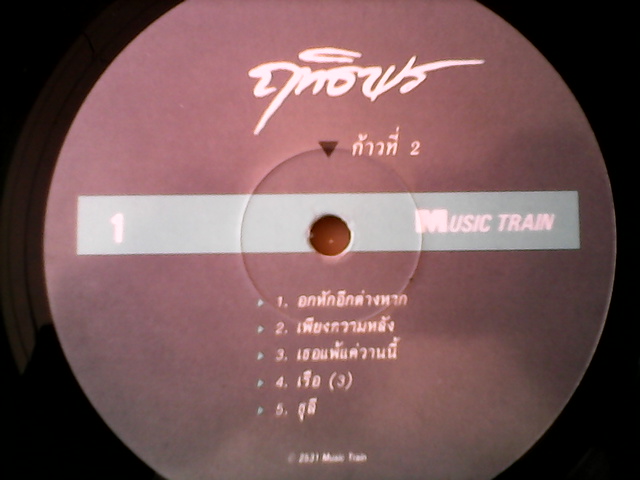 ฤทธิพร
ก้าวที่ 2
1 MUSIC TRAIN
1. อกหักอีกต่างหาก
2. เพียงความหลัง
3. เธอแพ้แค่วานนี้
4. เรือ (3)
5. ธุลี
© 2531 Music Train